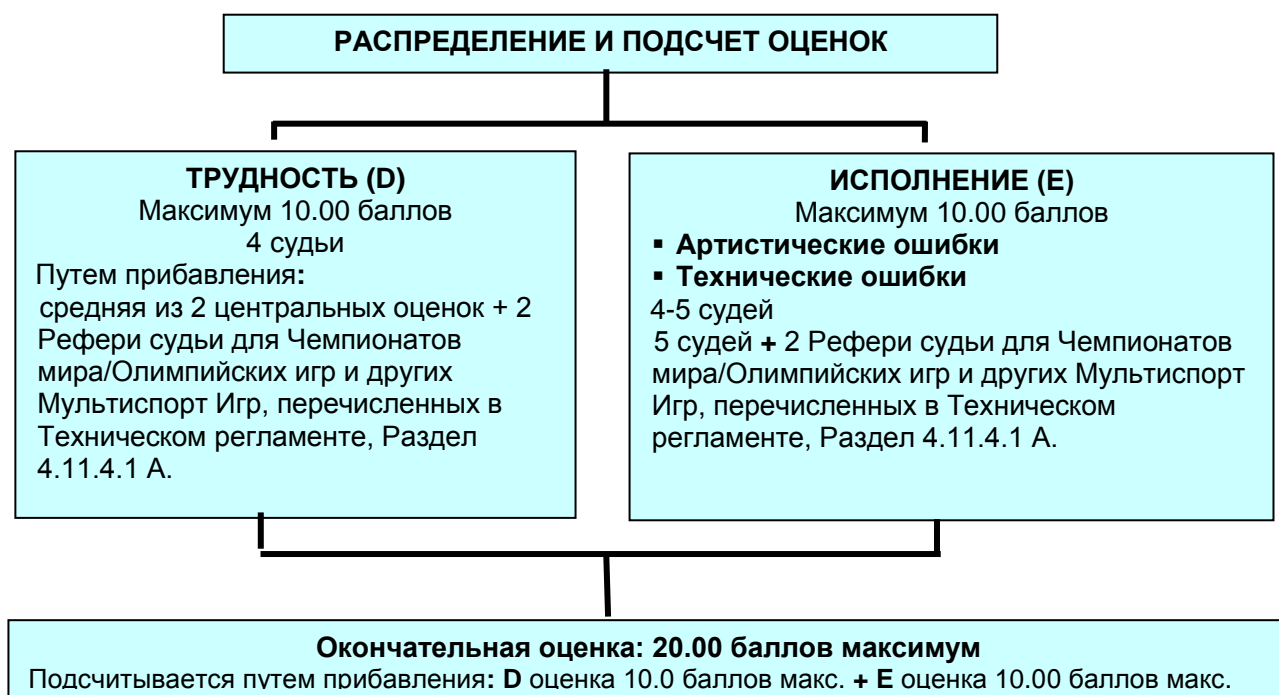 РАСПРЕДЕЛЕНИЕ И ПОДСЧЕТ ОЦЕНОК
ТРУДНОСТЬ (D)
Максимум 10.00 баллов
4 судьи
Путем прибавления:
средняя из 2 центральных оценок + 2
Рефери судьи для Чемпионатов
мира/Олимпийских игр и других
Мультиспорт Игр, перечисленных в
Техническом регламенте, Раздел
4.11.4.1 А.
ИСПОЛНЕНИЕ (Е)
Максимум 10.00 баллов
▪ Артистические ошибки
▪ Технические ошибки
4-5 судей
5 судей + 2 Рефери судьи для Чемпионатов
мира/Олимпийских игр и других Мультиспорт
Игр, перечисленных в Техническом
регламенте, Раздел 4.11.4.1 А.
Окончательная оценка: 20.00 баллов максимум
Подсчитывается путем прибавления: D оценка 10.0 баллов макс. + Е оценка 10.00 баллов макс.